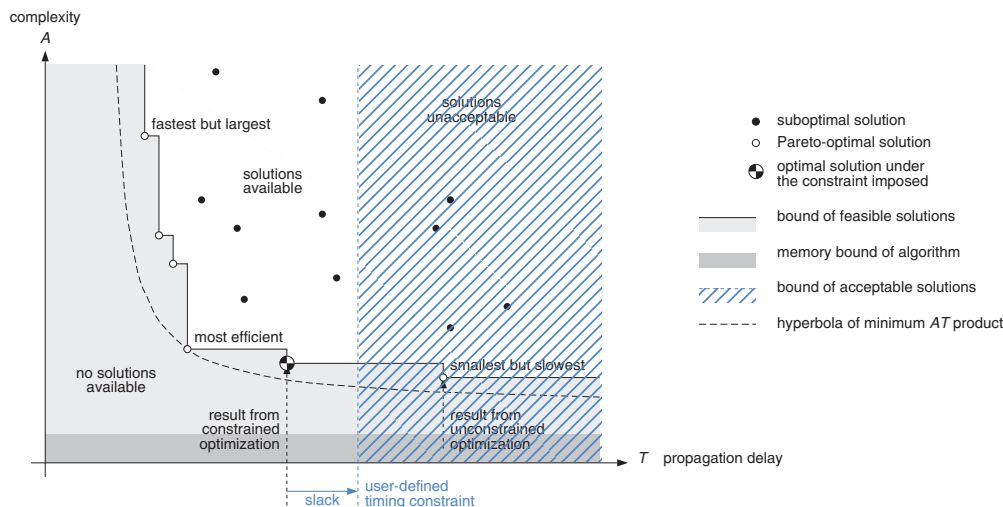 complexity
A
fastest but largest
solutions
available
solutions
unacceptable
suboptimal solution
Pareto-optimal solution
optimal solution under
the constraint imposed
bound of feasible solutions
memory bound of algorithm
bound of acceptable solutions
hyperbola of minimum AT product
most efficient
smallest but slowest
no solutions
available
result from
constrained
optimization
result from
unconstrained
optimization
T propagation delay
slack
user-defined
timing constraint